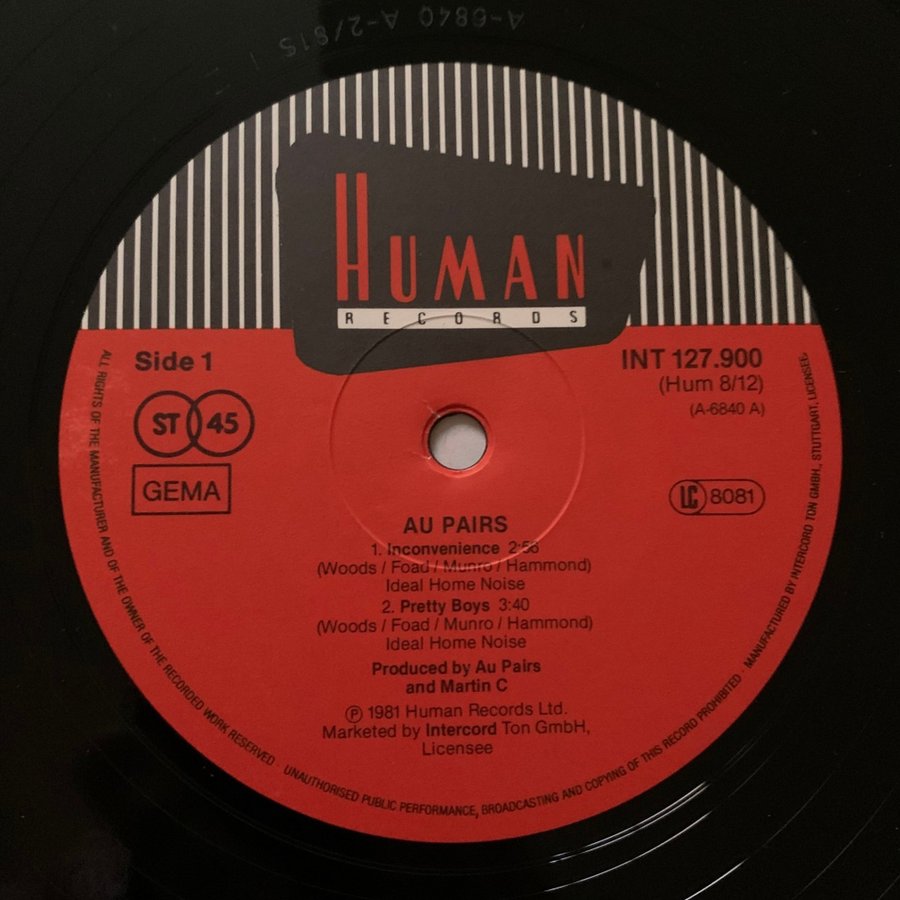 A-6840 A-2/81S
HUMAN
RECORDS
Side 1
INT 127.900
(Hum 8/12)
(A-6840 A)
ST 45
GEMA
LC 8081
AU PAIRS
1. Inconvenience 2:56
(Woods / Foad / Munro / Hammond)
Ideal Home Noise
2. Pretty Boys 3:40
(Woods / Foad / Munro / Hammond)
Ideal Home Noise
Produced by Au Pairs
and Martin C
Ⓟ 1981 Human Records Ltd.
Marketed by Intercord Ton GmbH,
Licensee
ALL RIGHTS OF THE MANUFACTURER AND OF THE OWNER OF THE RECORDED WORK RESERVED · UNAUTHORISED PUBLIC PERFORMANCE, BROADCASTING AND COPYING OF THIS RECORD PROHIBITED · MANUFACTURED BY INTERCORD TON GMBH., STUTTGART, LICENSEE.